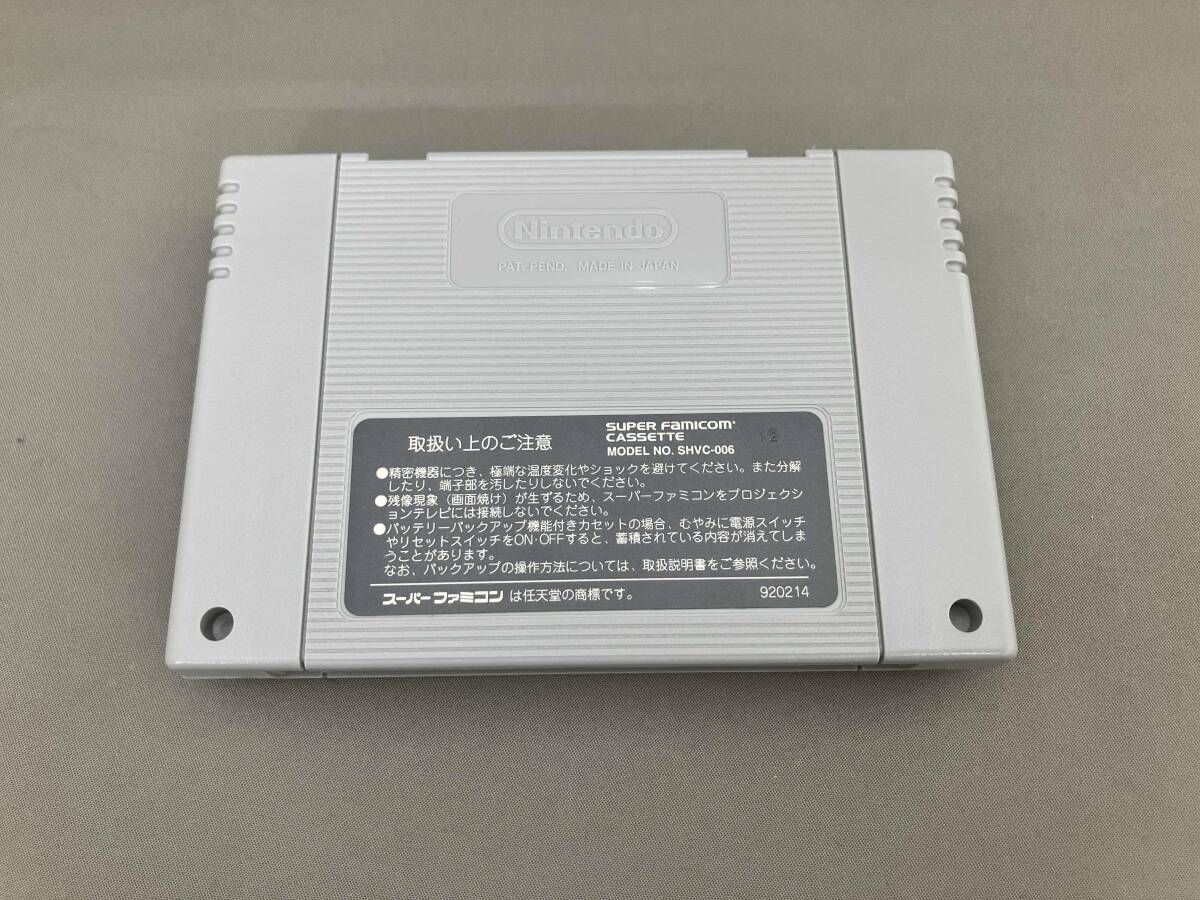 Nintendo
PAT. PEND. MADE IN JAPAN
取扱い上のご注意
SUPER FAMICOM
CASSETTE
MODEL NO. SHVC-006
12
●精密機器につき、極端な温度変化やショックを避けてください。また分解
したり、端子部を汚したりしないでください。
●残像現象（画面焼け）が生ずるため、スーパーファミコンをプロジェクシ
ョンテレビには接続しないでください。
●バッテリーバックアップ機能付きカセットの場合、むやみに電源スイッチ
やリセットスイッチをON·OFFすると、蓄積されている内容が消えてしま
うことがあります。
なお、バックアップの操作方法については、取扱説明書をご参照ください。
スーパーファミコンは任天堂の商標です。
920214